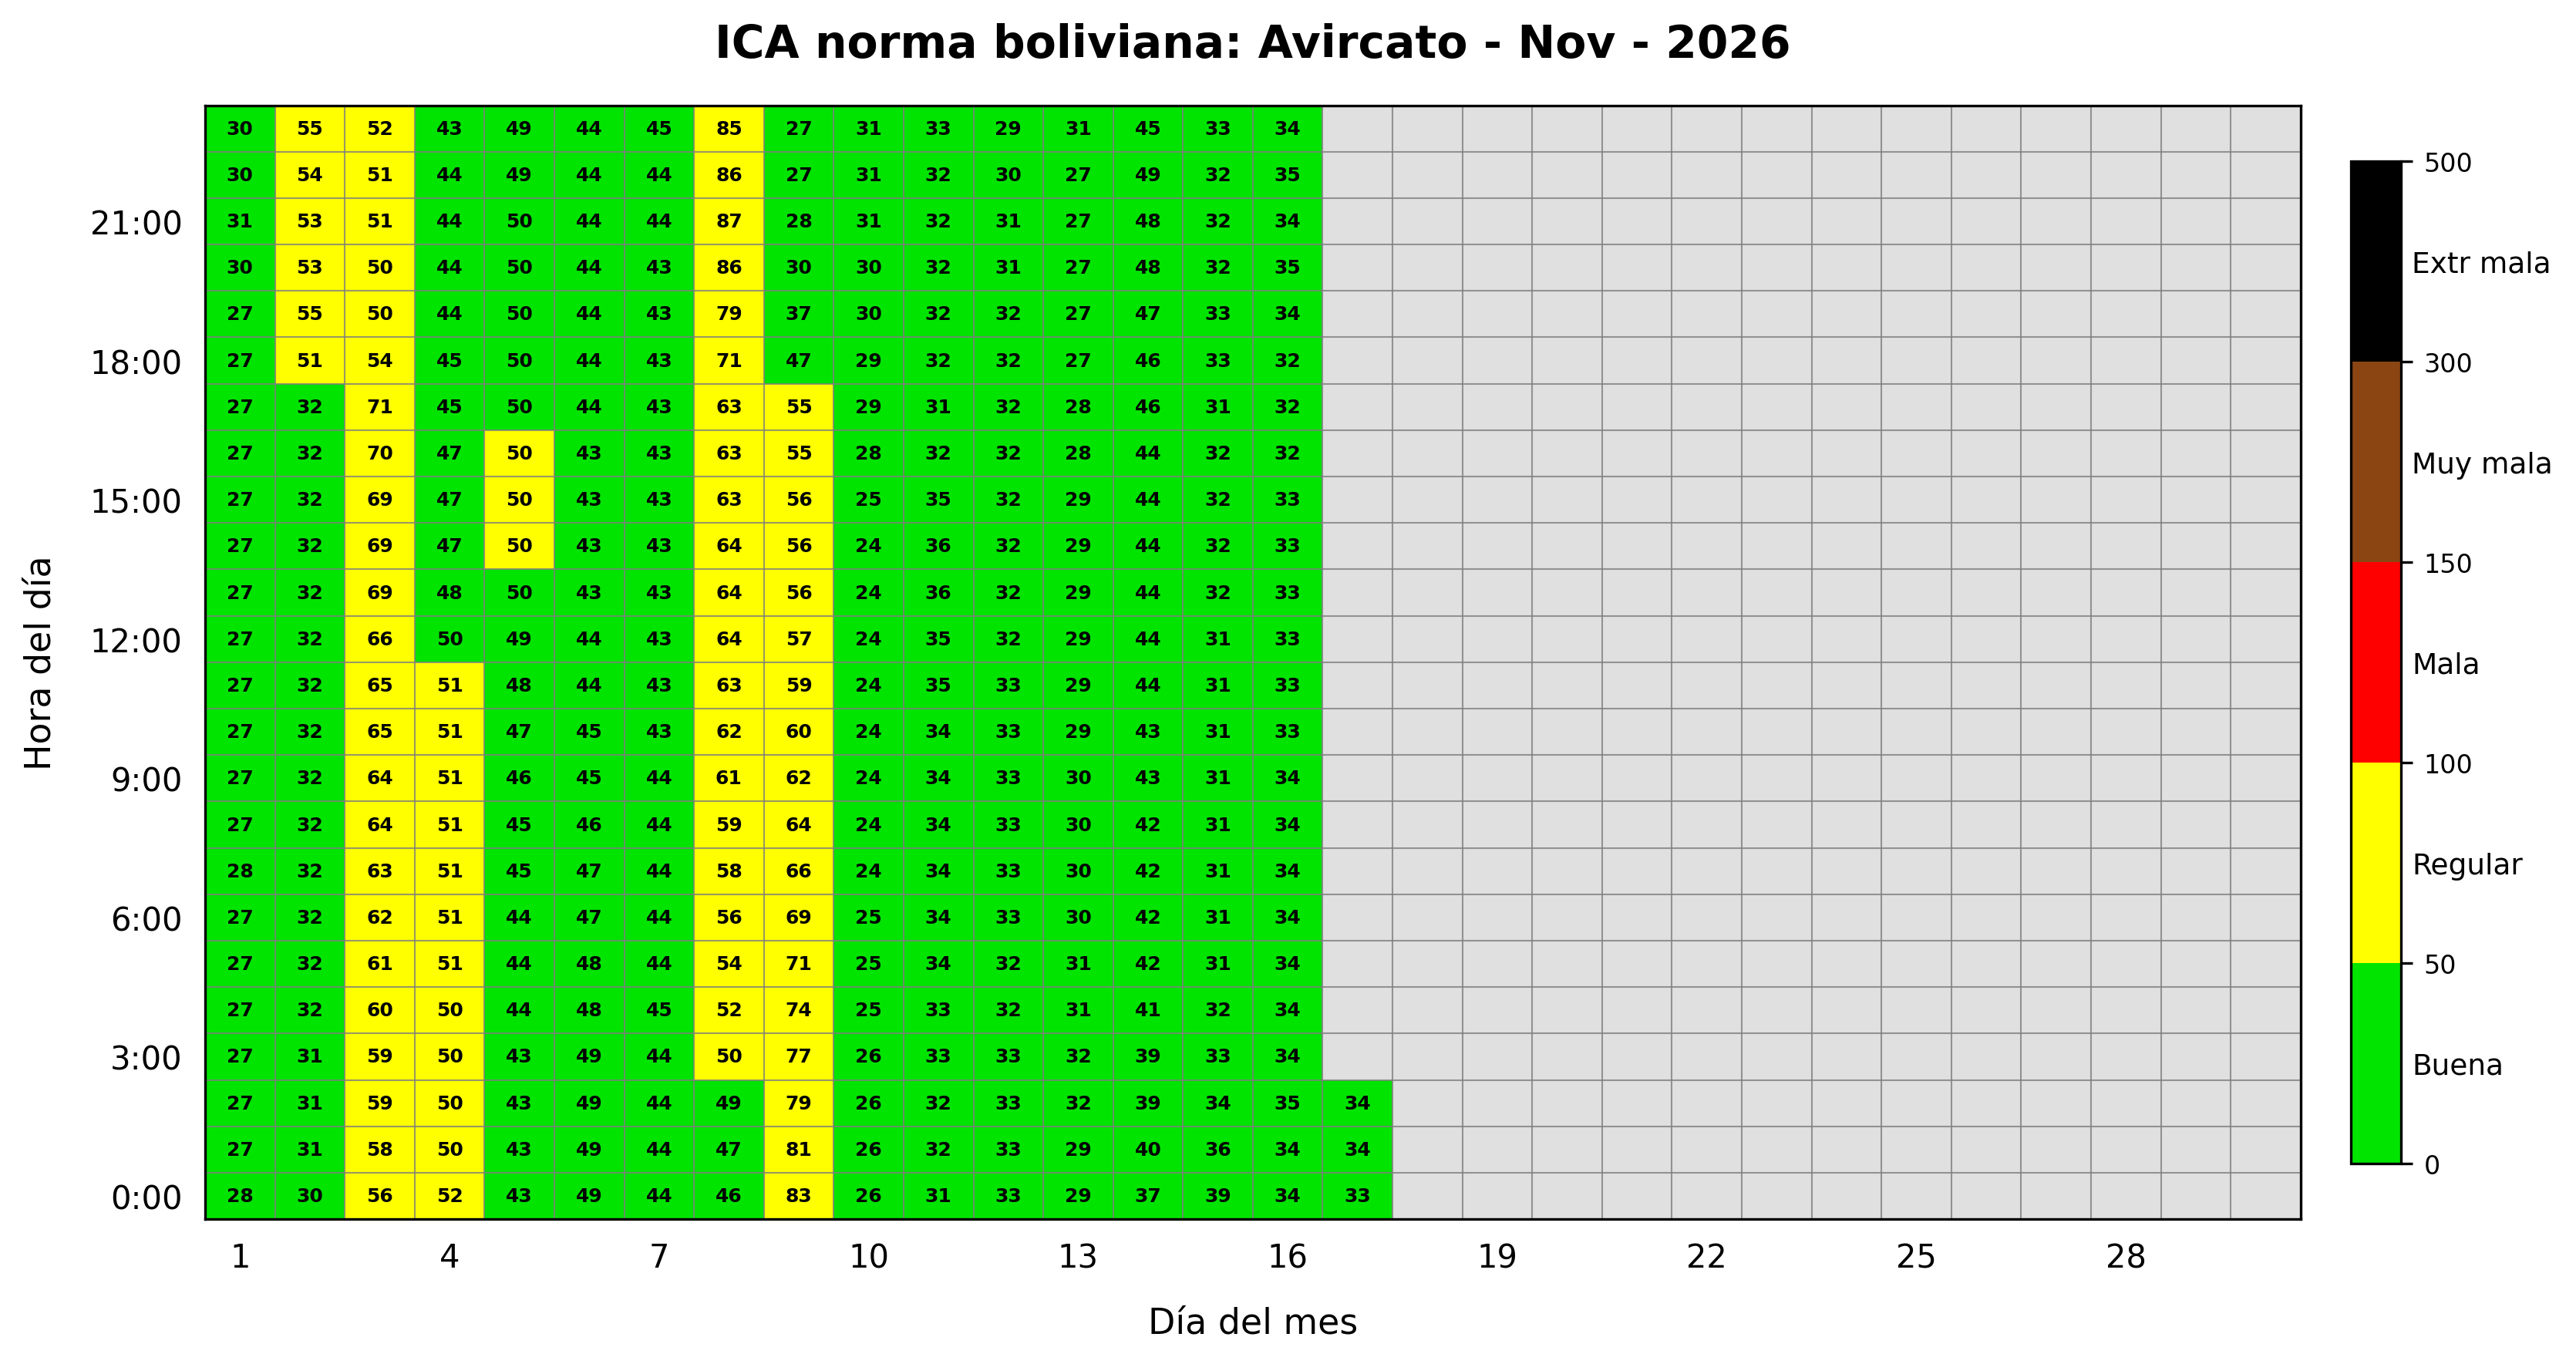 ICA norma boliviana: Avircato - Nov - 2026
30 55 52 43 49 44 45 85 27 31 33 29 31 45 33 34
30 54 51 44 49 44 44 86 27 31 32 30 27 49 32 35
21:00 31 53 51 44 50 44 44 87 28 31 32 31 27 48 32 34
30 53 50 44 50 44 43 86 30 30 32 31 27 48 32 35
27 55 50 44 50 44 43 79 37 30 32 32 27 47 33 34
18:00 27 51 54 45 50 44 43 71 47 29 32 32 27 46 33 32
27 32 71 45 50 44 43 63 55 29 31 32 28 46 31 32
27 32 70 47 50 43 43 63 55 28 32 32 28 44 32 32
15:00 27 32 69 47 50 43 43 63 56 25 35 32 29 44 32 33
27 32 69 47 50 43 43 64 56 24 36 32 29 44 32 33
27 32 69 48 50 43 43 64 56 24 36 32 29 44 32 33
12:00 27 32 66 50 49 44 43 64 57 24 35 32 29 44 31 33
27 32 65 51 48 44 43 63 59 24 35 33 29 44 31 33
27 32 65 51 47 45 43 62 60 24 34 33 29 43 31 33
9:00 27 32 64 51 46 45 44 61 62 24 34 33 30 43 31 34
27 32 64 51 45 46 44 59 64 24 34 33 30 42 31 34
28 32 63 51 45 47 44 58 66 24 34 33 30 42 31 34
6:00 27 32 62 51 44 47 44 56 69 25 34 33 30 42 31 34
27 32 61 51 44 48 44 54 71 25 34 32 31 42 31 34
27 32 60 50 44 48 45 52 74 25 33 32 31 41 32 34
3:00 27 31 59 50 43 49 44 50 77 26 33 33 32 39 33 34
27 31 59 50 43 49 44 49 79 26 32 33 32 39 34 35 34
27 31 58 50 43 49 44 47 81 26 32 33 29 40 36 34 34
0:00 28 30 56 52 43 49 44 46 83 26 31 33 29 37 39 34 33
1 4 7 10 13 16 19 22 25 28
Día del mes
Hora del día
500
Extr mala
300
Muy mala
150
Mala
100
Regular
50
Buena
0